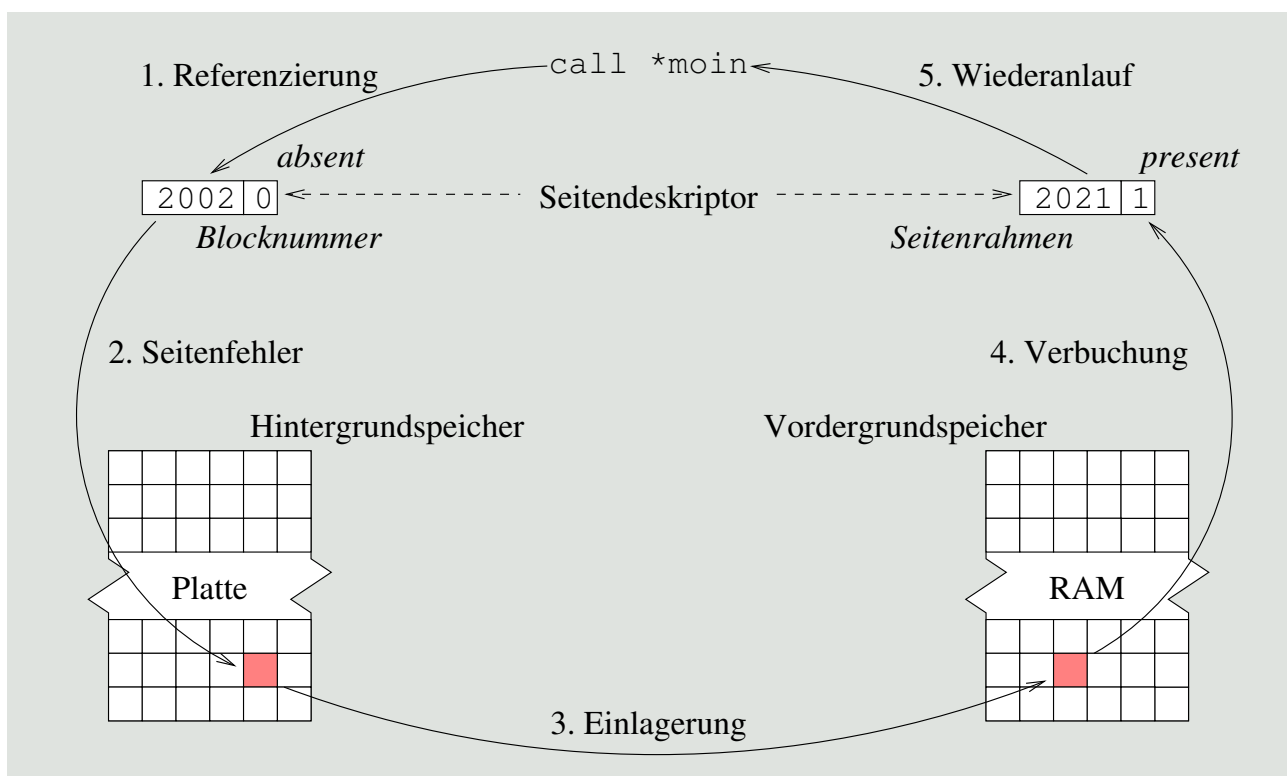 call *moin
1. Referenzierung
5. Wiederanlauf
absent
present
2002 0
Seitendeskriptor
2021 1
Blocknummer
Seitenrahmen
2. Seitenfehler
4. Verbuchung
Hintergrundspeicher
Vordergrundspeicher
Platte
RAM
3. Einlagerung